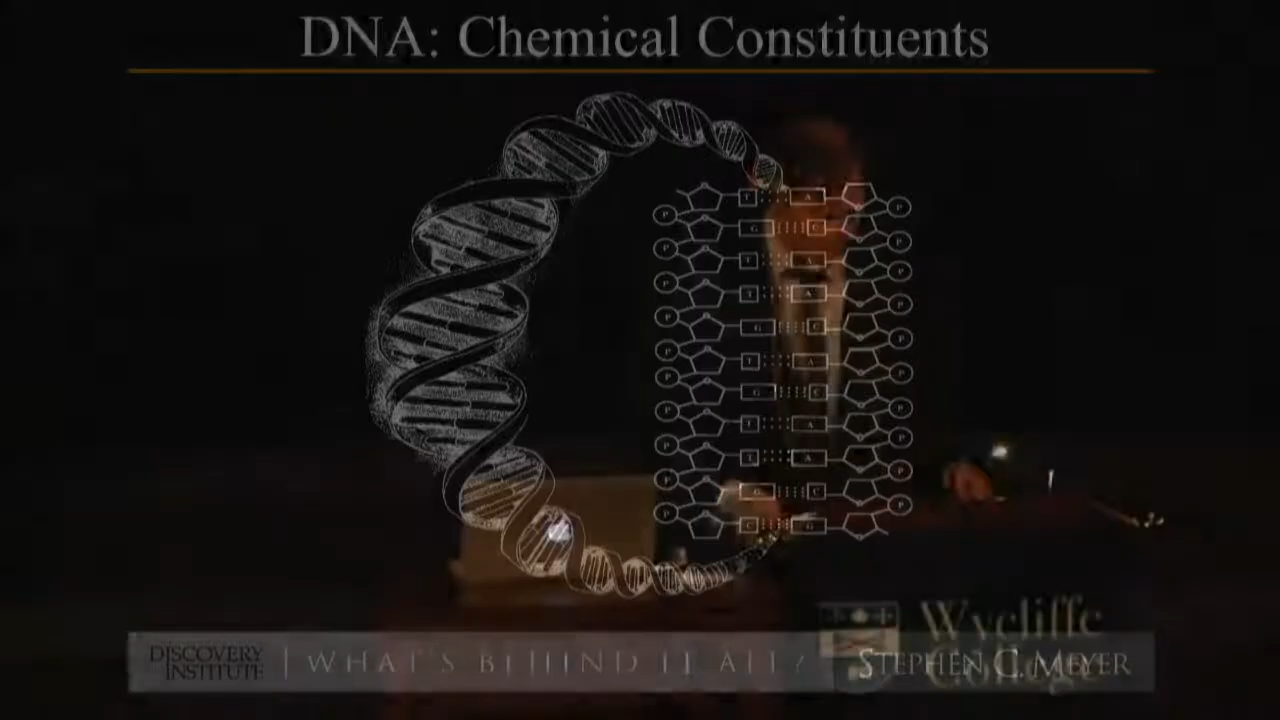 DNA: Chemical Constituents
T A
P P
G C
P P
T A
P P
T A
P P
G C
P P
T A
P P
G C
P P
T A
P P
T A
P P
G C
P P
C G
Wycliffe
DISCOVERY INSTITUTE | WHAT'S BEHIND IT ALL? STEPHEN C. MEYER
College